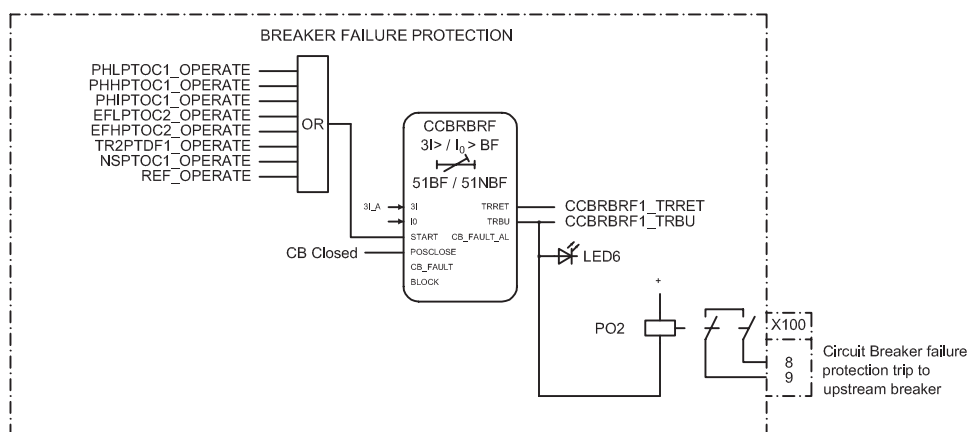 BREAKER FAILURE PROTECTION
PHLPTOC1_OPERATE
PHHPTOC1_OPERATE
PHIPTOC1_OPERATE
EFLPTOC2_OPERATE
EFHPTOC2_OPERATE
TR2PTDF1_OPERATE
NSPTOC1_OPERATE
REF_OPERATE
OR
CCBRBRF
3I> / I0> BF
51BF / 51NBF
3I_A
3I
I0
START
POSCLOSE
CB_FAULT
BLOCK
TRRET
TRBU
CB_FAULT_AL
CB Closed
CCBRBRF1_TRRET
CCBRBRF1_TRBU
LED6
+
PO2
X100
8
9
Circuit Breaker failure
protection trip to
upstream breaker